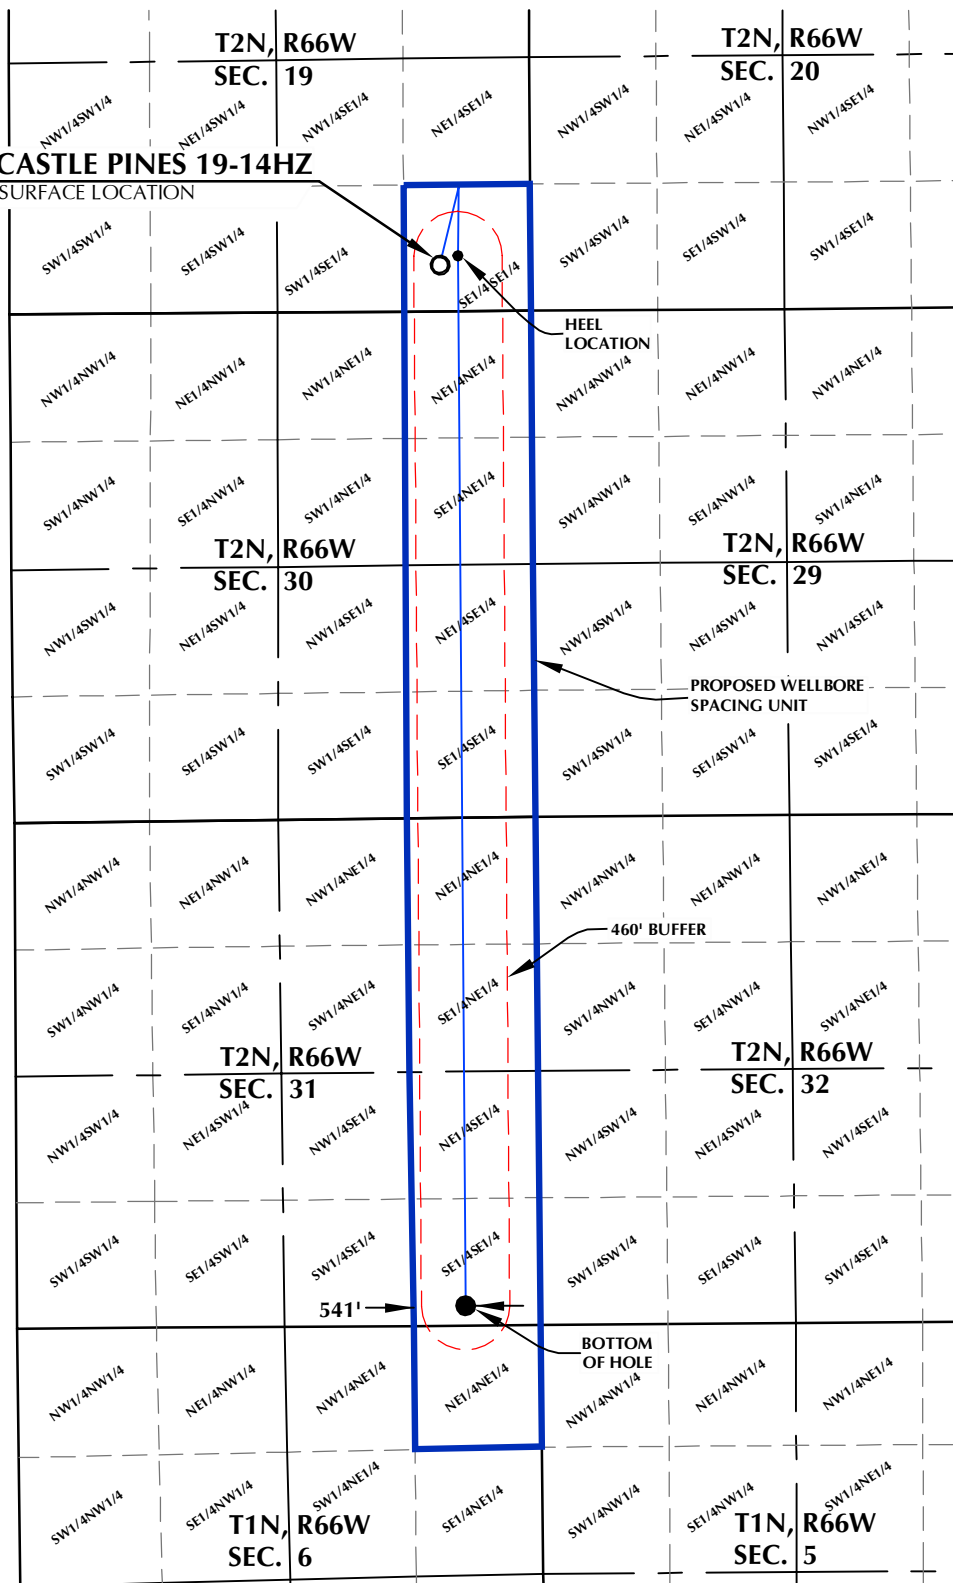 T2N, R66W
SEC. 19
T2N, R66W
SEC. 20
NW1/4SW1/4
NE1/4SW1/4
NW1/4SE1/4
NE1/4SE1/4
NW1/4SW1/4
NE1/4SW1/4
NW1/4SE1/4
CASTLE PINES 19-14HZ
SURFACE LOCATION
SW1/4SW1/4
SE1/4SW1/4
SW1/4SE1/4
SE1/4SE1/4
SW1/4SW1/4
SE1/4SW1/4
SW1/4SE1/4
HEEL
LOCATION
NW1/4NW1/4
NE1/4NW1/4
NW1/4NE1/4
NE1/4NE1/4
NW1/4NW1/4
NE1/4NW1/4
NW1/4NE1/4
SW1/4NW1/4
SE1/4NW1/4
SW1/4NE1/4
SE1/4NE1/4
SW1/4NW1/4
SE1/4NW1/4
SW1/4NE1/4
T2N, R66W
SEC. 30
T2N, R66W
SEC. 29
NW1/4SW1/4
NE1/4SW1/4
NW1/4SE1/4
NE1/4SE1/4
NW1/4SW1/4
NE1/4SW1/4
NW1/4SE1/4
PROPOSED WELLBORE
SPACING UNIT
SW1/4SW1/4
SE1/4SW1/4
SW1/4SE1/4
SE1/4SE1/4
SW1/4SW1/4
SE1/4SW1/4
SW1/4SE1/4
NW1/4NW1/4
NE1/4NW1/4
NW1/4NE1/4
NE1/4NE1/4
NW1/4NW1/4
NE1/4NW1/4
NW1/4NE1/4
460' BUFFER
SW1/4NW1/4
SE1/4NW1/4
SW1/4NE1/4
SE1/4NE1/4
SW1/4NW1/4
SE1/4NW1/4
SW1/4NE1/4
T2N, R66W
SEC. 31
T2N, R66W
SEC. 32
NW1/4SW1/4
NE1/4SW1/4
NW1/4SE1/4
NE1/4SE1/4
NW1/4SW1/4
NE1/4SW1/4
NW1/4SE1/4
SW1/4SW1/4
SE1/4SW1/4
SW1/4SE1/4
SE1/4SE1/4
SW1/4SW1/4
SE1/4SW1/4
SW1/4SE1/4
541'
BOTTOM
OF HOLE
NW1/4NW1/4
NE1/4NW1/4
NW1/4NE1/4
NE1/4NE1/4
NW1/4NW1/4
NE1/4NW1/4
NW1/4NE1/4
SW1/4NW1/4
SE1/4NW1/4
SW1/4NE1/4
SE1/4NE1/4
SW1/4NW1/4
SE1/4NW1/4
SW1/4NE1/4
T1N, R66W
SEC. 6
T1N, R66W
SEC. 5